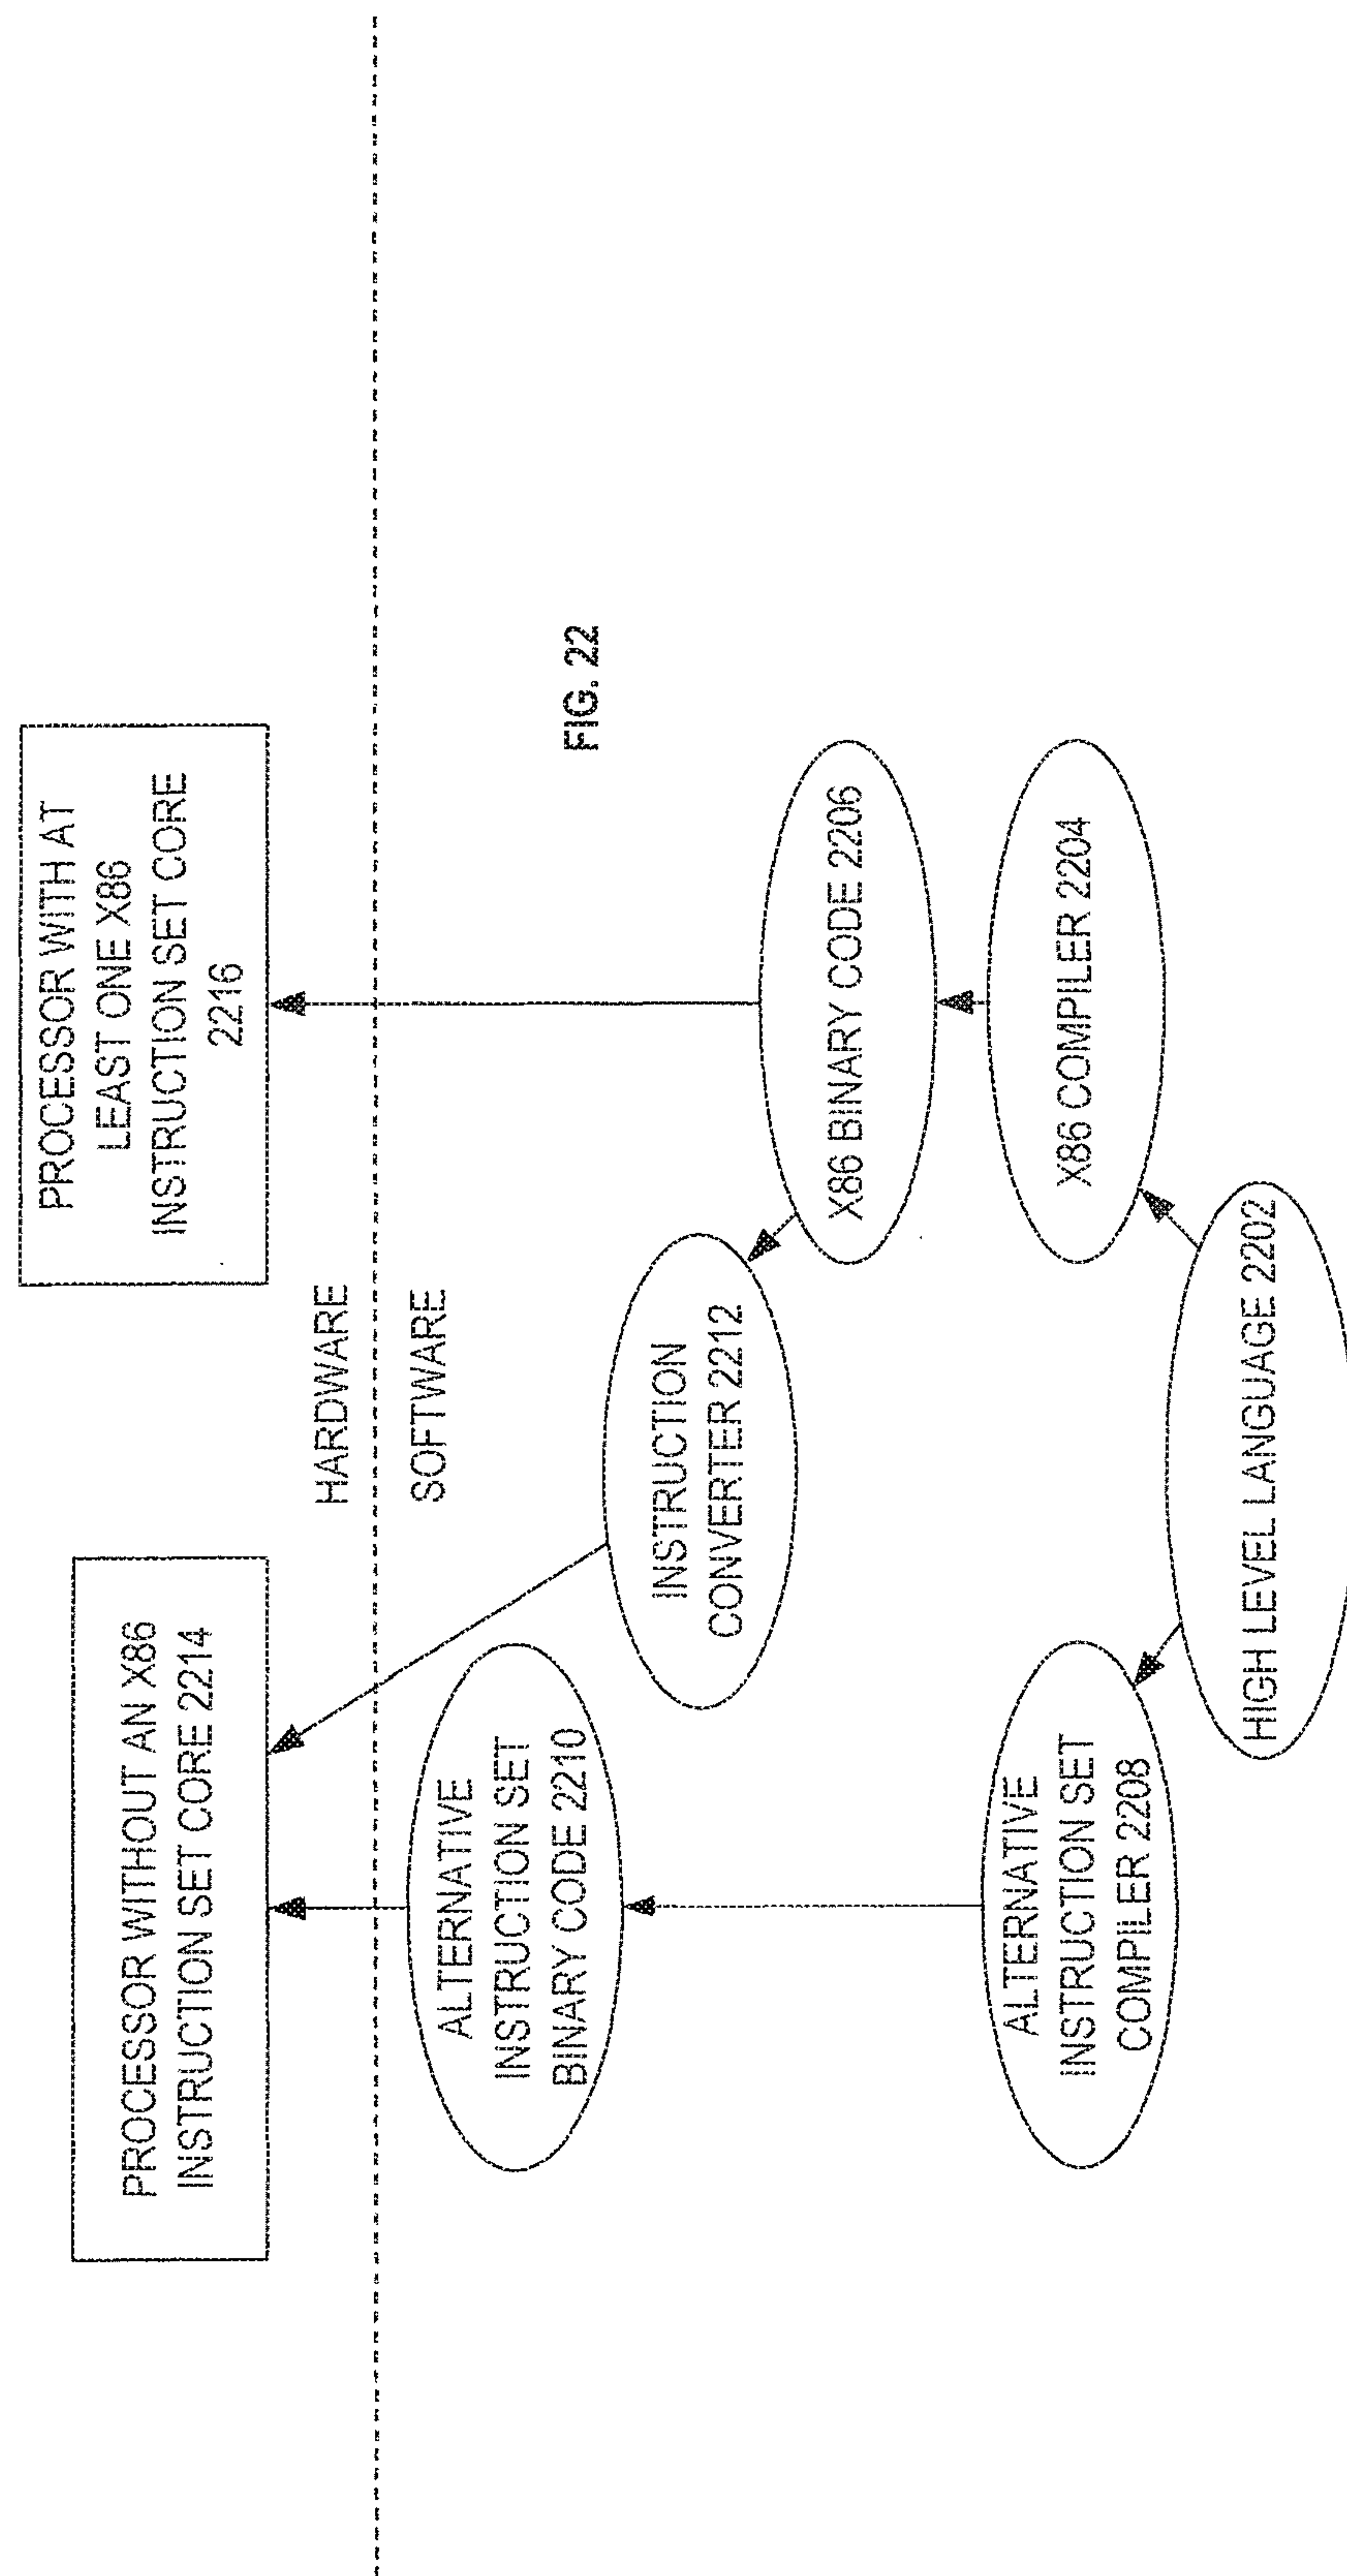 PROCESSOR WITHOUT AN X86
INSTRUCTION SET CORE 2214
PROCESSOR WITH AT
LEAST ONE X86
INSTRUCTION SET CORE
2216
HARDWARE
SOFTWARE
ALTERNATIVE
INSTRUCTION SET
BINARY CODE 2210
INSTRUCTION
CONVERTER 2212
FIG. 22
X86 BINARY CODE 2206
ALTERNATIVE
INSTRUCTION SET
COMPILER 2208
X86 COMPILER 2204
HIGH LEVEL LANGUAGE 2202